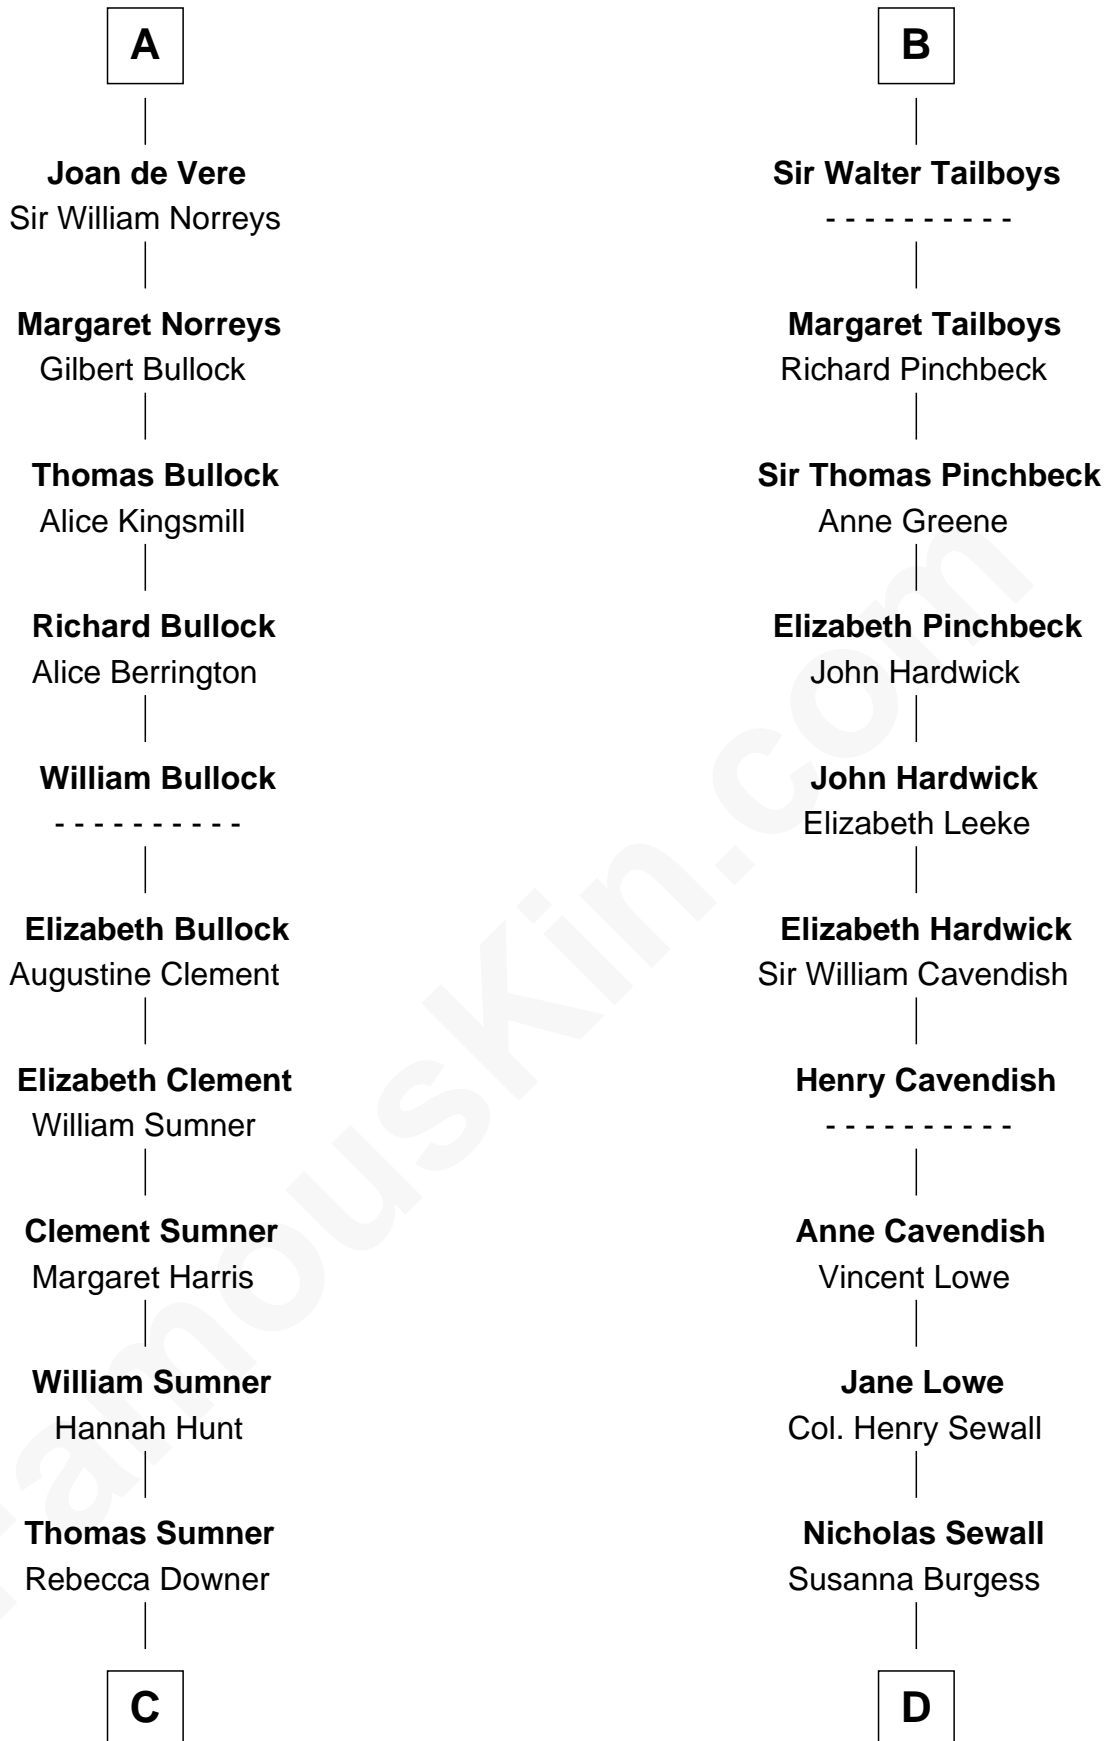 A
Joan de Vere
Sir William Norreys
Margaret Norreys
Gilbert Bullock
Thomas Bullock
Alice Kingsmill
Richard Bullock
Alice Berrington
William Bullock
- - - - - - - - - -
Elizabeth Bullock
Augustine Clement
Elizabeth Clement
William Sumner
Clement Sumner
Margaret Harris
William Sumner
Hannah Hunt
Thomas Sumner
Rebecca Downer
C
B
Sir Walter Tailboys
- - - - - - - - - -
Margaret Tailboys
Richard Pinchbeck
Sir Thomas Pinchbeck
Anne Greene
Elizabeth Pinchbeck
John Hardwick
John Hardwick
Elizabeth Leeke
Elizabeth Hardwick
Sir William Cavendish
Henry Cavendish
- - - - - - - - - -
Anne Cavendish
Vincent Lowe
Jane Lowe
Col. Henry Sewall
Nicholas Sewall
Susanna Burgess
D
FamousKin.com